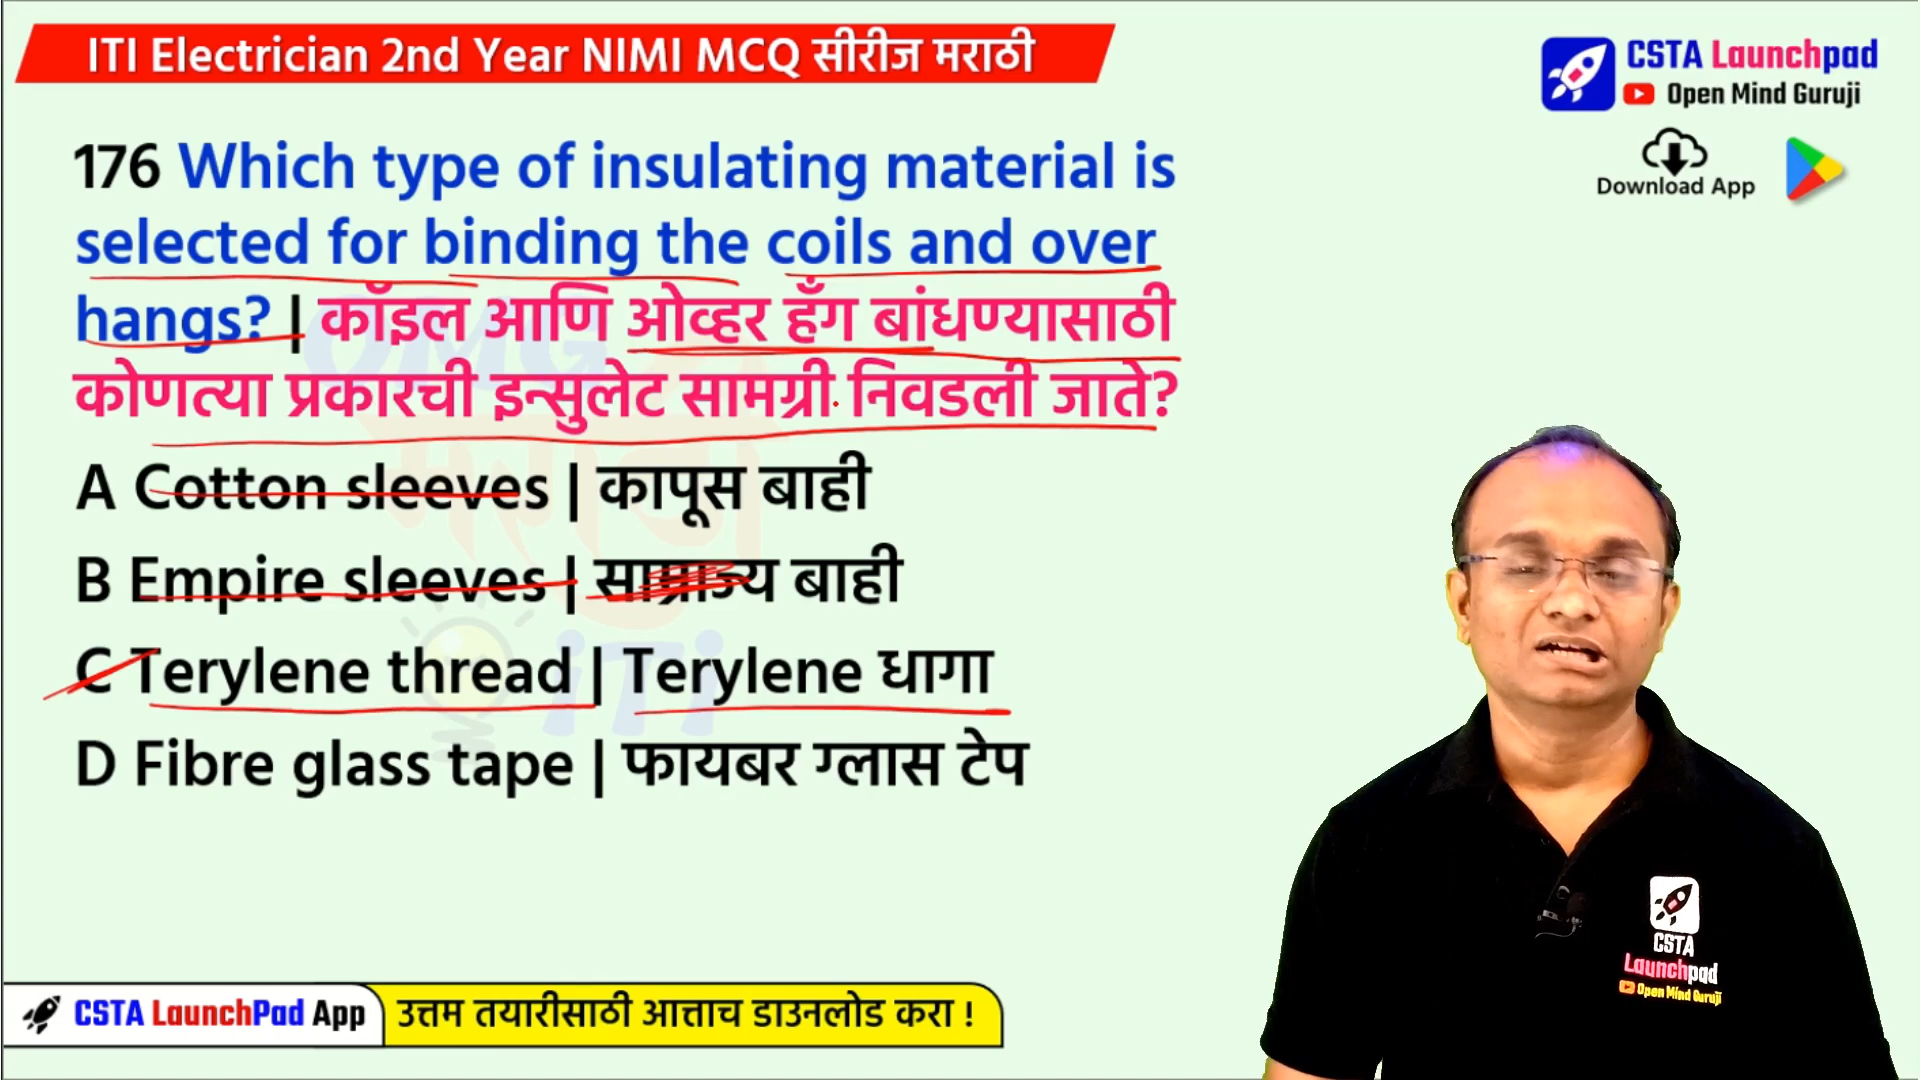 ITI Electrician 2nd Year NIMI MCQ सीरीज मराठी
CSTA Launchpad
Open Mind Guruji
Download App
176 Which type of insulating material is
selected for binding the coils and over
hangs? | कॉइल आणि ओव्हर हँग बांधण्यासाठी
कोणत्या प्रकारची इन्सुलेट सामग्री निवडली जाते?
A Cotton sleeves | कापूस बाही
B Empire sleeves | साम्राज्य बाही
C Terylene thread | Terylene धागा
D Fibre glass tape | फायबर ग्लास टेप
OMG
मराठी
iTi
CSTA
Launchpad
Open Mind Guruji
CSTA LaunchPad App
उत्तम तयारीसाठी आत्ताच डाउनलोड करा !